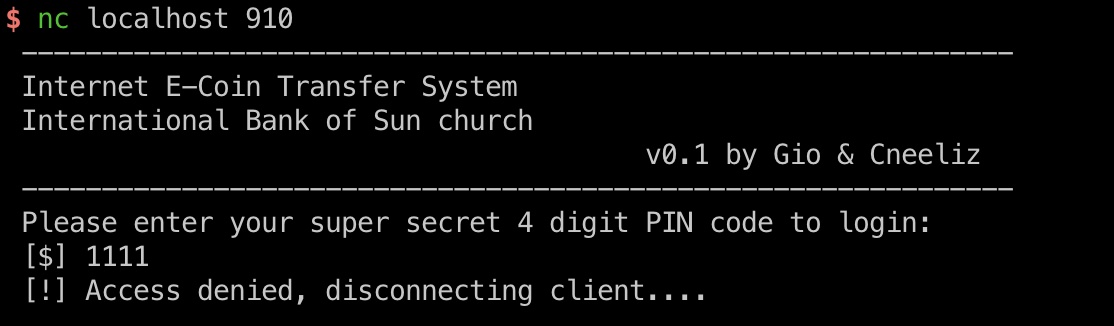 $ nc localhost 910
--------------------------------------------------------------
Internet E-Coin Transfer System
International Bank of Sun church
v0.1 by Gio & Cneeliz
--------------------------------------------------------------
Please enter your super secret 4 digit PIN code to login:
[$] 1111
[!] Access denied, disconnecting client....